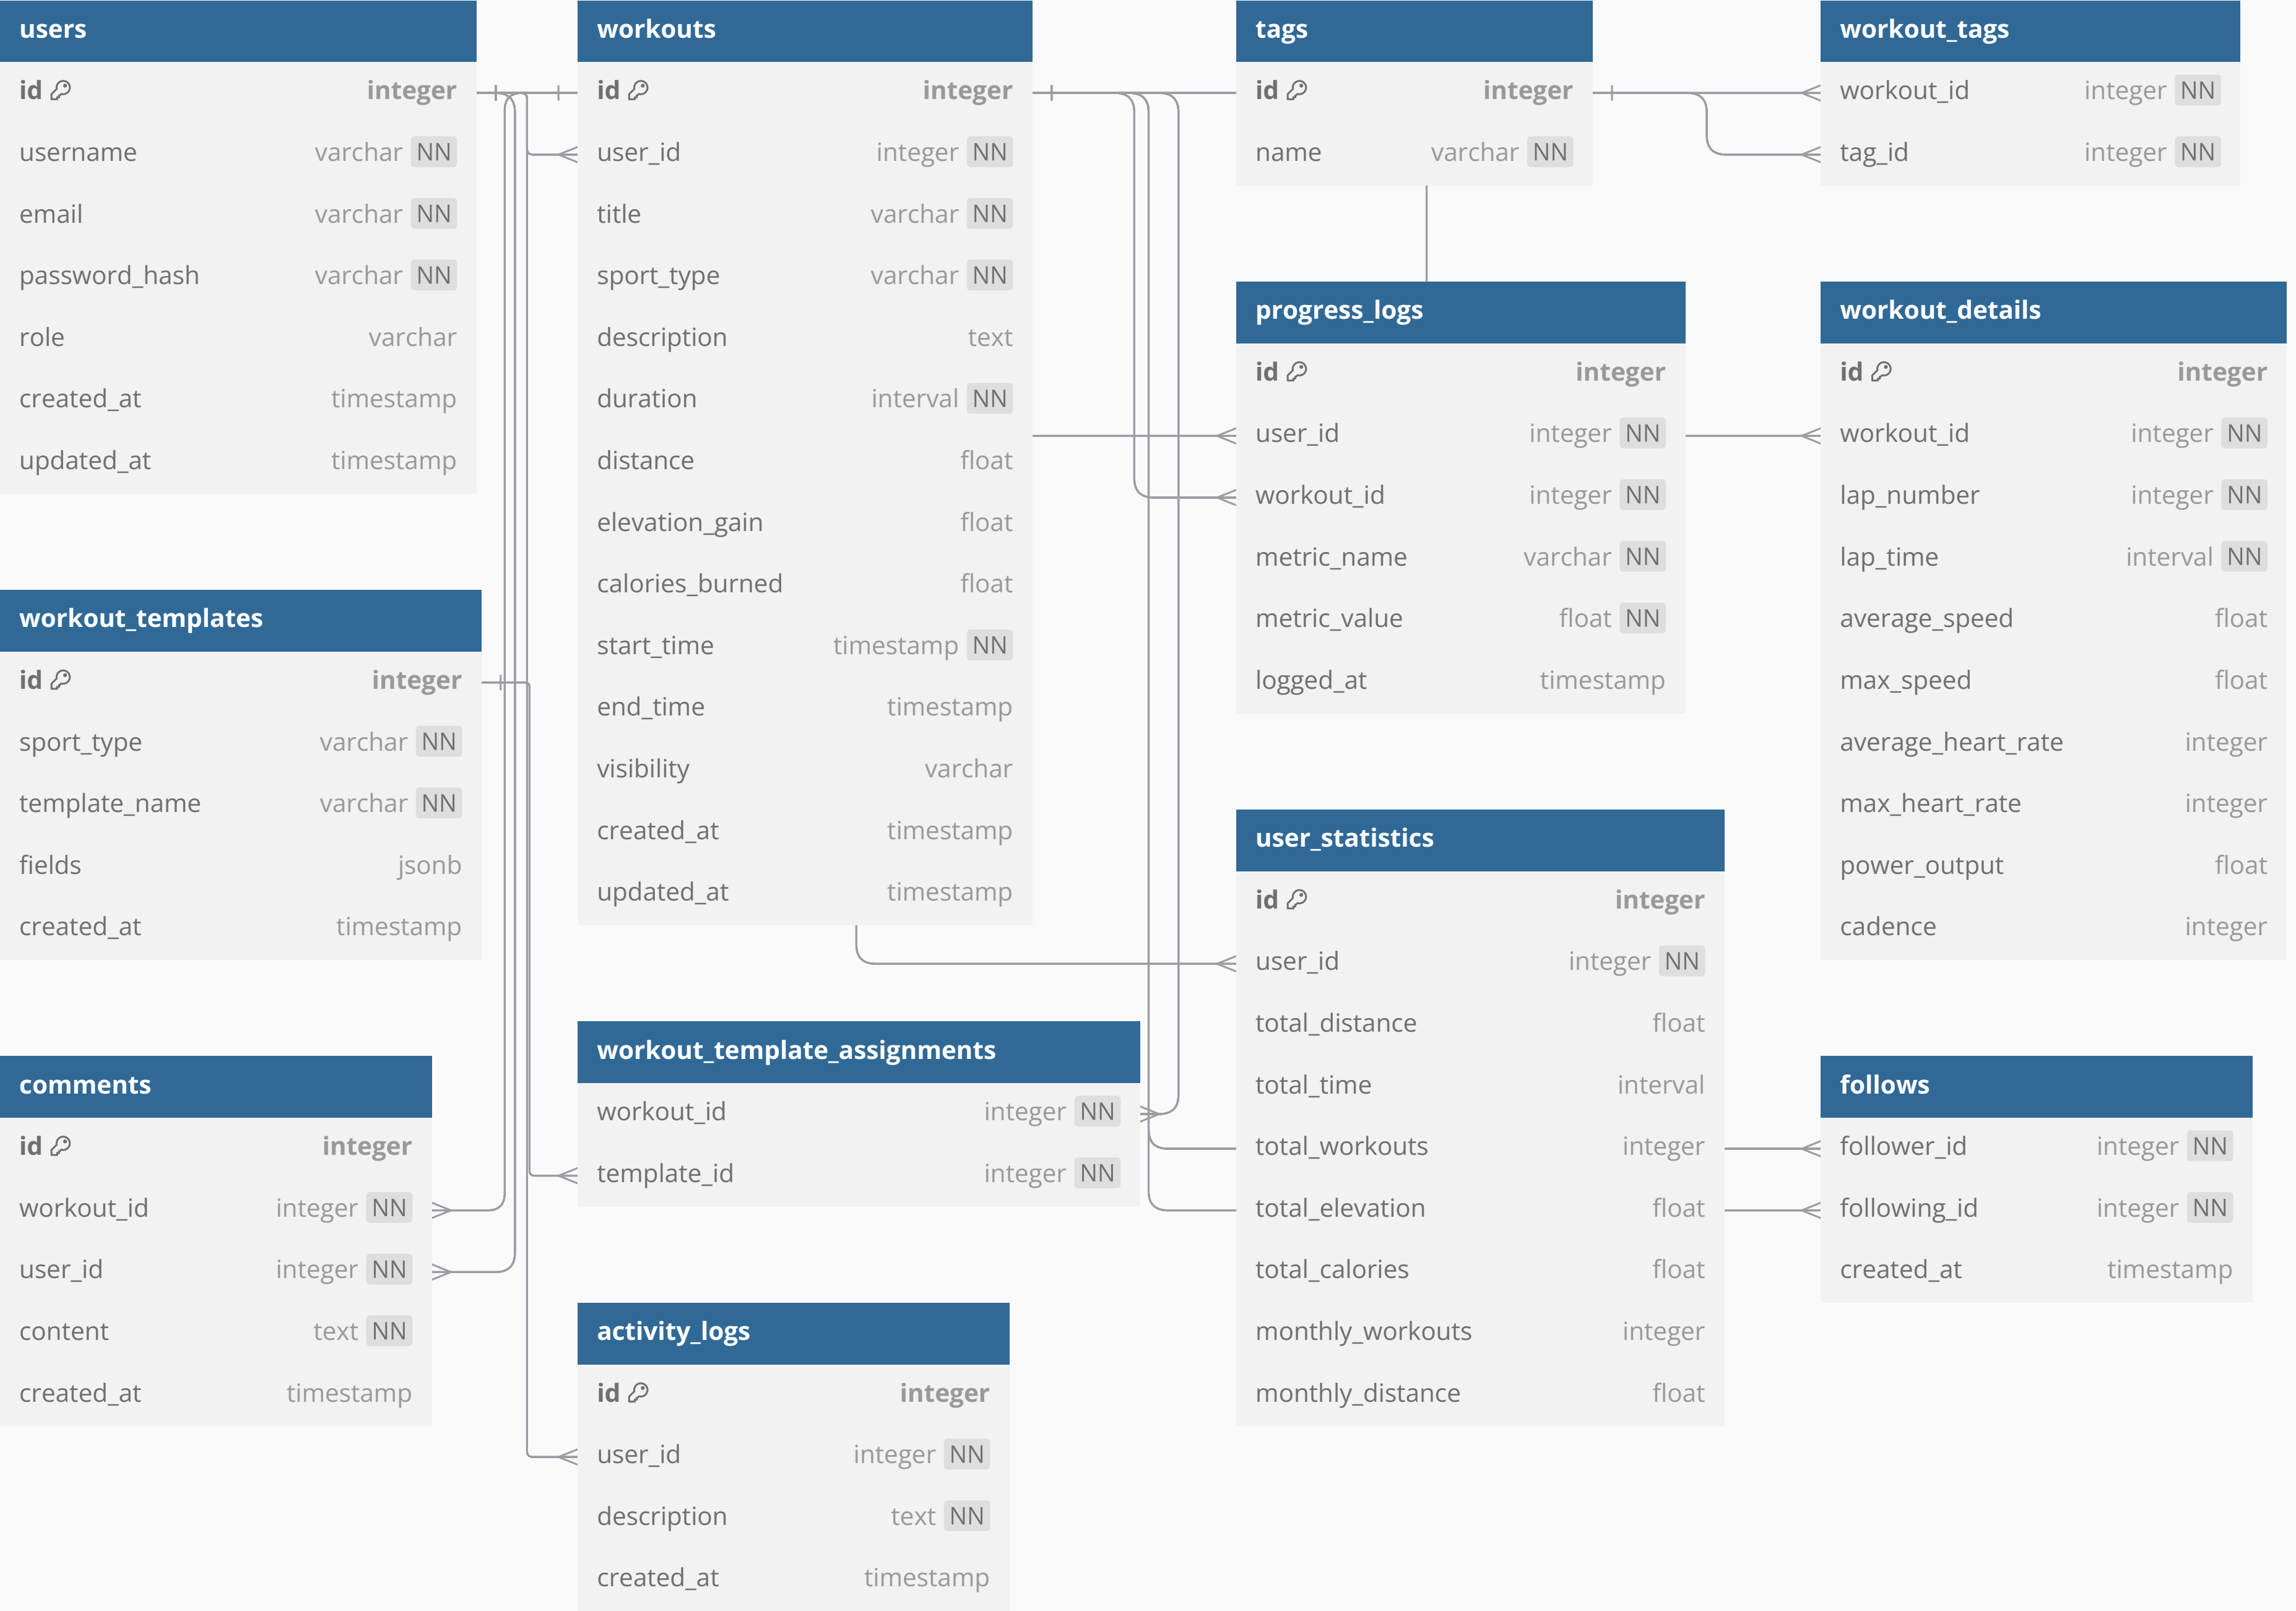 users
id integer
username varchar NN
email varchar NN
password_hash varchar NN
role varchar
created_at timestamp
updated_at timestamp
workouts
id integer
user_id integer NN
title varchar NN
sport_type varchar NN
description text
duration interval NN
distance float
elevation_gain float
calories_burned float
start_time timestamp NN
end_time timestamp
visibility varchar
created_at timestamp
updated_at timestamp
tags
id integer
name varchar NN
workout_tags
workout_id integer NN
tag_id integer NN
progress_logs
id integer
user_id integer NN
workout_id integer NN
metric_name varchar NN
metric_value float NN
logged_at timestamp
workout_details
id integer
workout_id integer NN
lap_number integer NN
lap_time interval NN
average_speed float
max_speed float
average_heart_rate integer
max_heart_rate integer
power_output float
cadence integer
workout_templates
id integer
sport_type varchar NN
template_name varchar NN
fields jsonb
created_at timestamp
user_statistics
id integer
user_id integer NN
total_distance float
total_time interval
total_workouts integer
total_elevation float
total_calories float
monthly_workouts integer
monthly_distance float
workout_template_assignments
workout_id integer NN
template_id integer NN
comments
id integer
workout_id integer NN
user_id integer NN
content text NN
created_at timestamp
follows
follower_id integer NN
following_id integer NN
created_at timestamp
activity_logs
id integer
user_id integer NN
description text NN
created_at timestamp